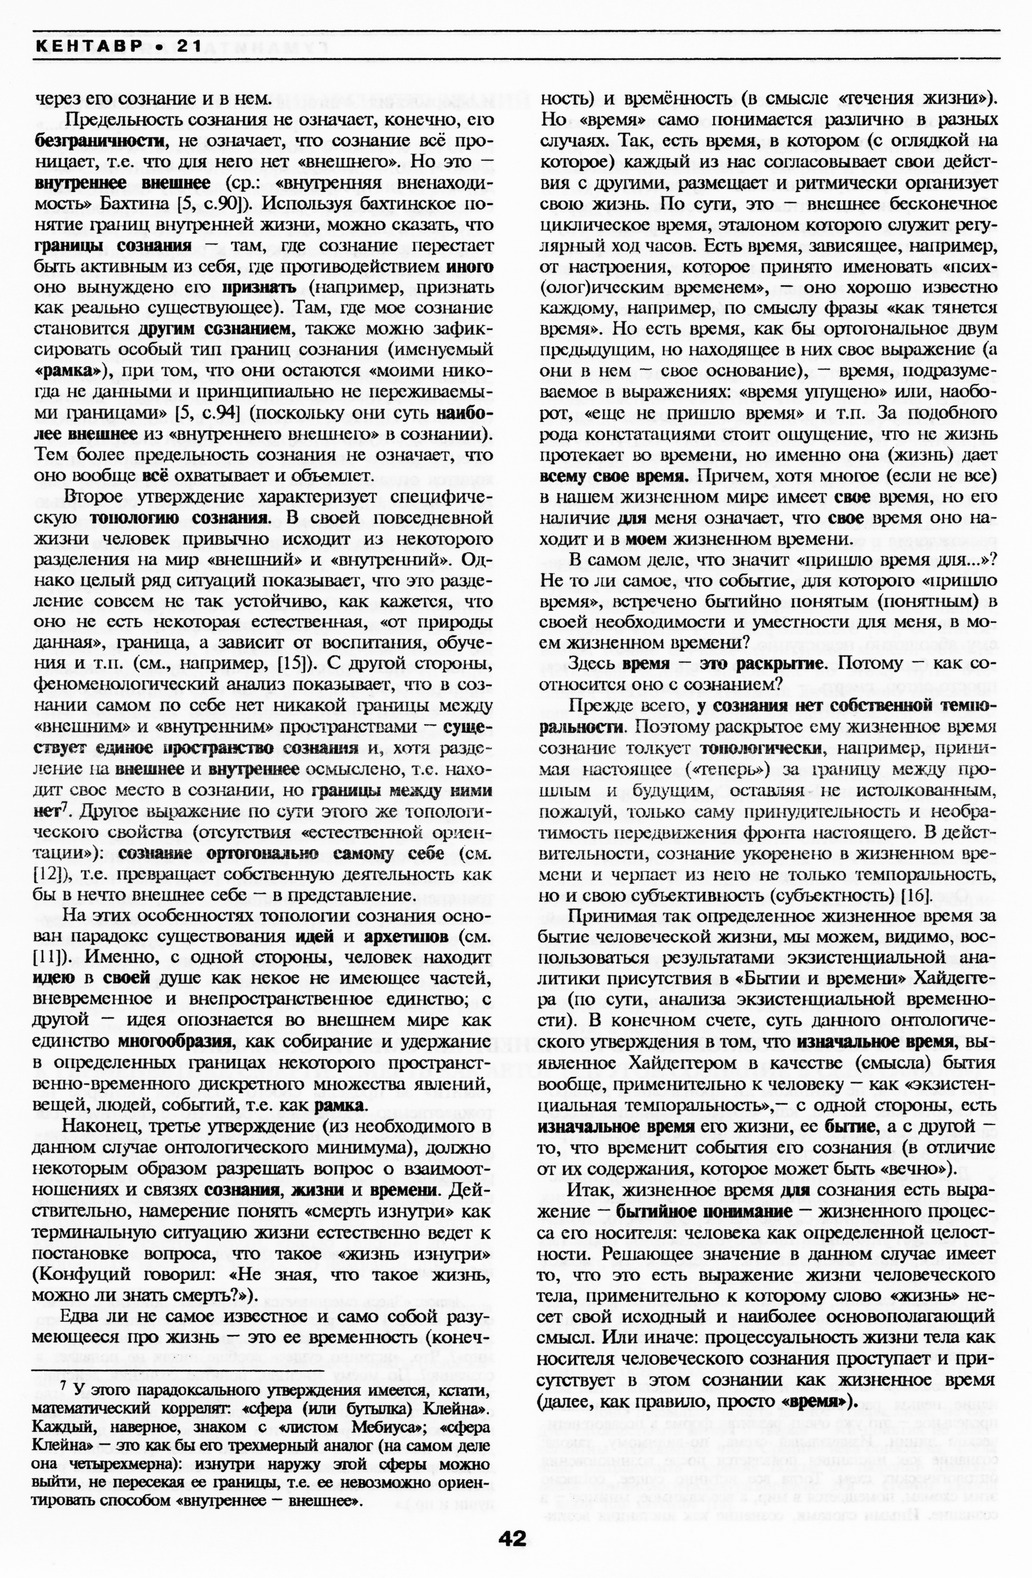 КЕНТАВР • 21
через его сознание и в нем.
Предельность сознания не означает, конечно, его
безграничности, не означает, что сознание всё про-
ницает, т.е. что для него нет «внешнего». Но это —
внутреннее внешнее (ср.: «внутренняя вненаходи-
мость» Бахтина [5, с.90]). Используя бахтинское по-
нятие границ внутренней жизни, можно сказать, что
границы сознания — там, где сознание перестает
быть активным из себя, где противодействием иного
оно вынуждено его признать (например, признать
как реально существующее). Там, где мое сознание
становится другим сознанием, также можно зафик-
сировать особый тип границ сознания (именуемый
«рамка»), при том, что они остаются «моими нико-
гда не данными и принципиально не переживаемы-
ми границами» [5, с.94] (поскольку они суть наибо-
лее внешнее из «внутреннего внешнего» в сознании).
Тем более предельность сознания не означает, что
оно вообще всё охватывает и объемлет.
Второе утверждение характеризует специфиче-
скую топологию сознания. В своей повседневной
жизни человек привычно исходит из некоторого
разделения на мир «внешний» и «внутренний». Од-
нако целый ряд ситуаций показывает, что это разде-
ление совсем не так устойчиво, как кажется, что
оно не есть некоторая естественная, «от природы
данная», граница, а зависит от воспитания, обуче-
ния и т.п. (см., например, [15]). С другой стороны,
феноменологический анализ показывает, что в соз-
нании самом по себе нет никакой границы между
«внешним» и «внутренним» пространствами — суще-
ствует единое пространство сознания и, хотя разде-
ление на внешнее и внутреннее осмыслено, т.е. нахо-
дит свое место в сознании, но границы между ними
нет⁷. Другое выражение по сути этого же топологи-
ческого свойства (отсутствия «естественной ориен-
тации»): сознание ортогонально самому себе (см.
[12]), т.е. превращает собственную деятельность как
бы в нечто внешнее себе — в представление.
На этих особенностях топологии сознания осно-
ван парадокс существования идей и архетипов (см.
[11]). Именно, с одной стороны, человек находит
идею в своей душе как некое не имеющее частей,
вневременное и внепространственное единство; с
другой — идея опознается во внешнем мире как
единство многообразия, как собирание и удержание
в определенных границах некоторого пространст-
венно-временного дискретного множества явлений,
вещей, людей, событий, т.е. как рамка.
Наконец, третье утверждение (из необходимого в
данном случае онтологического минимума), должно
некоторым образом разрешать вопрос о взаимоот-
ношениях и связях сознания, жизни и времени. Дей-
ствительно, намерение понять «смерть изнутри» как
терминальную ситуацию жизни естественно ведет к
постановке вопроса, что такое «жизнь изнутри»
(Конфуций говорил: «Не зная, что такое жизнь,
можно ли знать смерть?»).
Едва ли не самое известное и само собой разу-
меющееся про жизнь — это ее временность (конеч-
⁷ У этого парадоксального утверждения имеется, кстати,
математический коррелят: «сфера (или бутылка) Клейна».
Каждый, наверное, знаком с «листом Мебиуса»; «сфера
Клейна» — это как бы его трехмерный аналог (на самом деле
она четырехмерна): изнутри наружу этой сферы можно
выйти, не пересекая ее границы, т.е. ее невозможно ориен-
тировать способом «внутреннее — внешнее».
ность) и времённость (в смысле «течения жизни»).
Но «время» само понимается различно в разных
случаях. Так, есть время, в котором (с оглядкой на
которое) каждый из нас согласовывает свои дейст-
вия с другими, размещает и ритмически организует
свою жизнь. По сути, это — внешнее бесконечное
циклическое время, эталоном которого служит регу-
лярный ход часов. Есть время, зависящее, например,
от настроения, которое принято именовать «псих-
(олог)ическим временем», — оно хорошо известно
каждому, например, по смыслу фразы «как тянется
время». Но есть время, как бы ортогональное двум
предыдущим, но находящее в них свое выражение (а
они в нем — свое основание), — время, подразуме-
ваемое в выражениях: «время упущено» или, наобо-
рот, «еще не пришло время» и т.п. За подобного
рода констатациями стоит ощущение, что не жизнь
протекает во времени, но именно она (жизнь) дает
всему свое время. Причем, хотя многое (если не все)
в нашем жизненном мире имеет свое время, но его
наличие для меня означает, что свое время оно на-
ходит и в моем жизненном времени.
В самом деле, что значит «пришло время для...»?
Не то ли самое, что событие, для которого «пришло
время», встречено бытийно понятым (понятным) в
своей необходимости и уместности для меня, в мо-
ем жизненном времени?
Здесь время — это раскрытие. Потому — как со-
относится оно с сознанием?
Прежде всего, у сознания нет собственной темпо-
ральности. Поэтому раскрытое ему жизненное время
сознание толкует топологически, например, прини-
мая настоящее («теперь») за границу между про-
шлым и будущим, оставляя не истолкованным,
пожалуй, только саму принудительность и необра-
тимость передвижения фронта настоящего. В дейст-
вительности, сознание укоренено в жизненном вре-
мени и черпает из него не только темпоральность,
но и свою субъективность (субъектность) [16].
Принимая так определенное жизненное время за
бытие человеческой жизни, мы можем, видимо, вос-
пользоваться результатами экзистенциальной ана-
литики присутствия в «Бытии и времени» Хайдегге-
ра (по сути, анализа экзистенциальной временно-
сти). В конечном счете, суть данного онтологиче-
ского утверждения в том, что изначальное время, вы-
явленное Хайдеггером в качестве (смысла) бытия
вообще, применительно к человеку — как «экзистен-
циальная темпоральность»,— с одной стороны, есть
изначальное время его жизни, ее бытие, а с другой —
то, что временит события его сознания (в отличие
от их содержания, которое может быть «вечно»).
Итак, жизненное время для сознания есть выра-
жение — бытийное понимание — жизненного процес-
са его носителя: человека как определенной целост-
ности. Решающее значение в данном случае имеет
то, что это есть выражение жизни человеческого
тела, применительно к которому слово «жизнь» не-
сет свой исходный и наиболее основополагающий
смысл. Или иначе: процессуальность жизни тела как
носителя человеческого сознания проступает и при-
сутствует в этом сознании как жизненное время
(далее, как правило, просто «время»).
42